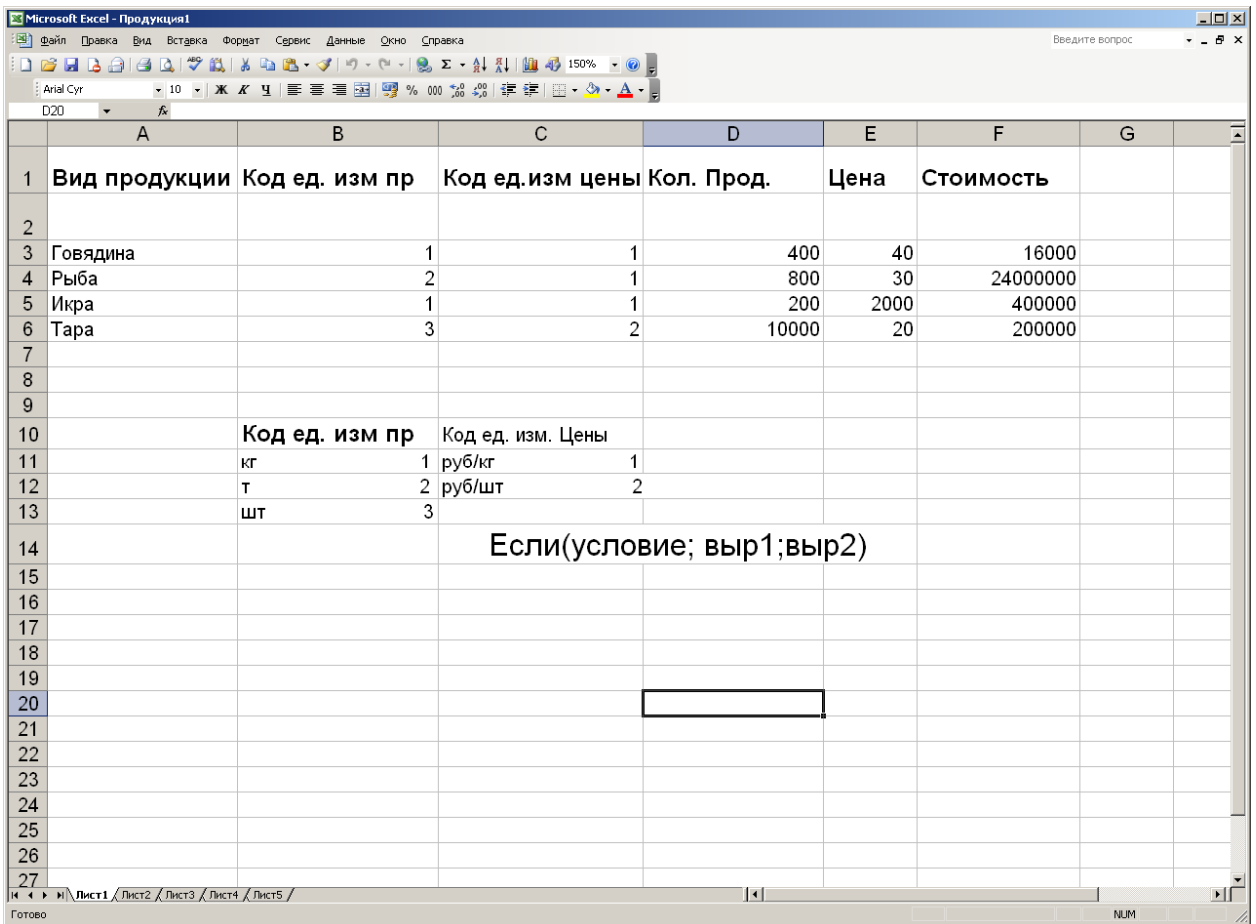 Microsoft Excel - Продукция1
Файл Правка Вид Вставка Формат Сервис Данные Окно Справка Введите вопрос
150%
Arial Cyr 10 Ж К Ч % 000
D20 fx
A B C D E F G
1 Вид продукции Код ед. изм пр Код ед.изм цены Кол. Прод. Цена Стоимость
2
3 Говядина 1 1 400 40 16000
4 Рыба 2 1 800 30 24000000
5 Икра 1 1 200 2000 400000
6 Тара 3 2 10000 20 200000
7
8
9
10 Код ед. изм пр Код ед. изм. Цены
11 кг 1 руб/кг 1
12 т 2 руб/шт 2
13 шт 3
14 Если(условие; выр1;выр2)
15
16
17
18
19
20
21
22
23
24
25
26
27
Лист1 Лист2 Лист3 Лист4 Лист5
Готово NUM